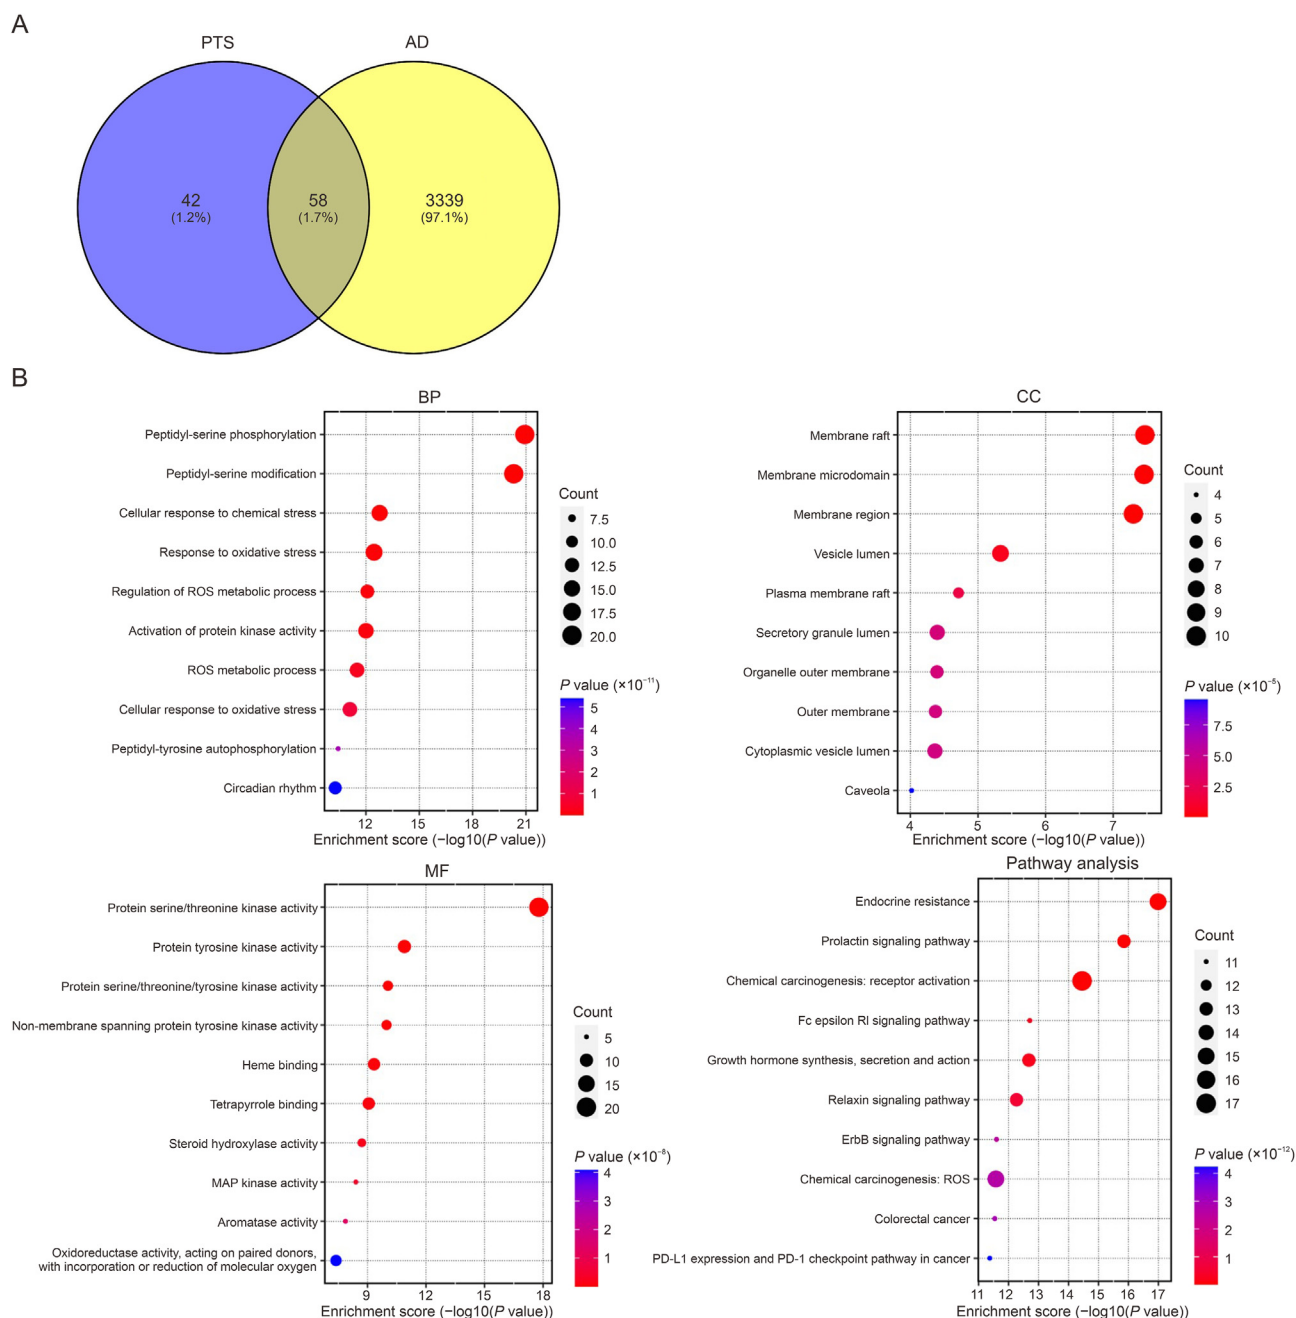 A
PTS
AD
42
(1.2%)
58
(1.7%)
3339
(97.1%)
B
BP
Peptidyl-serine phosphorylation
Peptidyl-serine modification
Cellular response to chemical stress
Response to oxidative stress
Regulation of ROS metabolic process
Activation of protein kinase activity
ROS metabolic process
Cellular response to oxidative stress
Peptidyl-tyrosine autophosphorylation
Circadian rhythm
12 15 18 21
Enrichment score (−log10(P value))
Count
7.5
10.0
12.5
15.0
17.5
20.0
P value (×10⁻¹¹)
5
4
3
2
1
CC
Membrane raft
Membrane microdomain
Membrane region
Vesicle lumen
Plasma membrane raft
Secretory granule lumen
Organelle outer membrane
Outer membrane
Cytoplasmic vesicle lumen
Caveola
4 5 6 7
Enrichment score (−log10(P value))
Count
4
5
6
7
8
9
10
P value (×10⁻⁵)
7.5
5.0
2.5
MF
Protein serine/threonine kinase activity
Protein tyrosine kinase activity
Protein serine/threonine/tyrosine kinase activity
Non-membrane spanning protein tyrosine kinase activity
Heme binding
Tetrapyrrole binding
Steroid hydroxylase activity
MAP kinase activity
Aromatase activity
Oxidoreductase activity, acting on paired donors,
with incorporation or reduction of molecular oxygen
9 12 15 18
Enrichment score (−log10(P value))
Count
5
10
15
20
P value (×10⁻⁸)
4
3
2
1
Pathway analysis
Endocrine resistance
Prolactin signaling pathway
Chemical carcinogenesis: receptor activation
Fc epsilon RI signaling pathway
Growth hormone synthesis, secretion and action
Relaxin signaling pathway
ErbB signaling pathway
Chemical carcinogenesis: ROS
Colorectal cancer
PD-L1 expression and PD-1 checkpoint pathway in cancer
11 12 13 14 15 16 17
Enrichment score (−log10(P value))
Count
11
12
13
14
15
16
17
P value (×10⁻¹²)
4
3
2
1